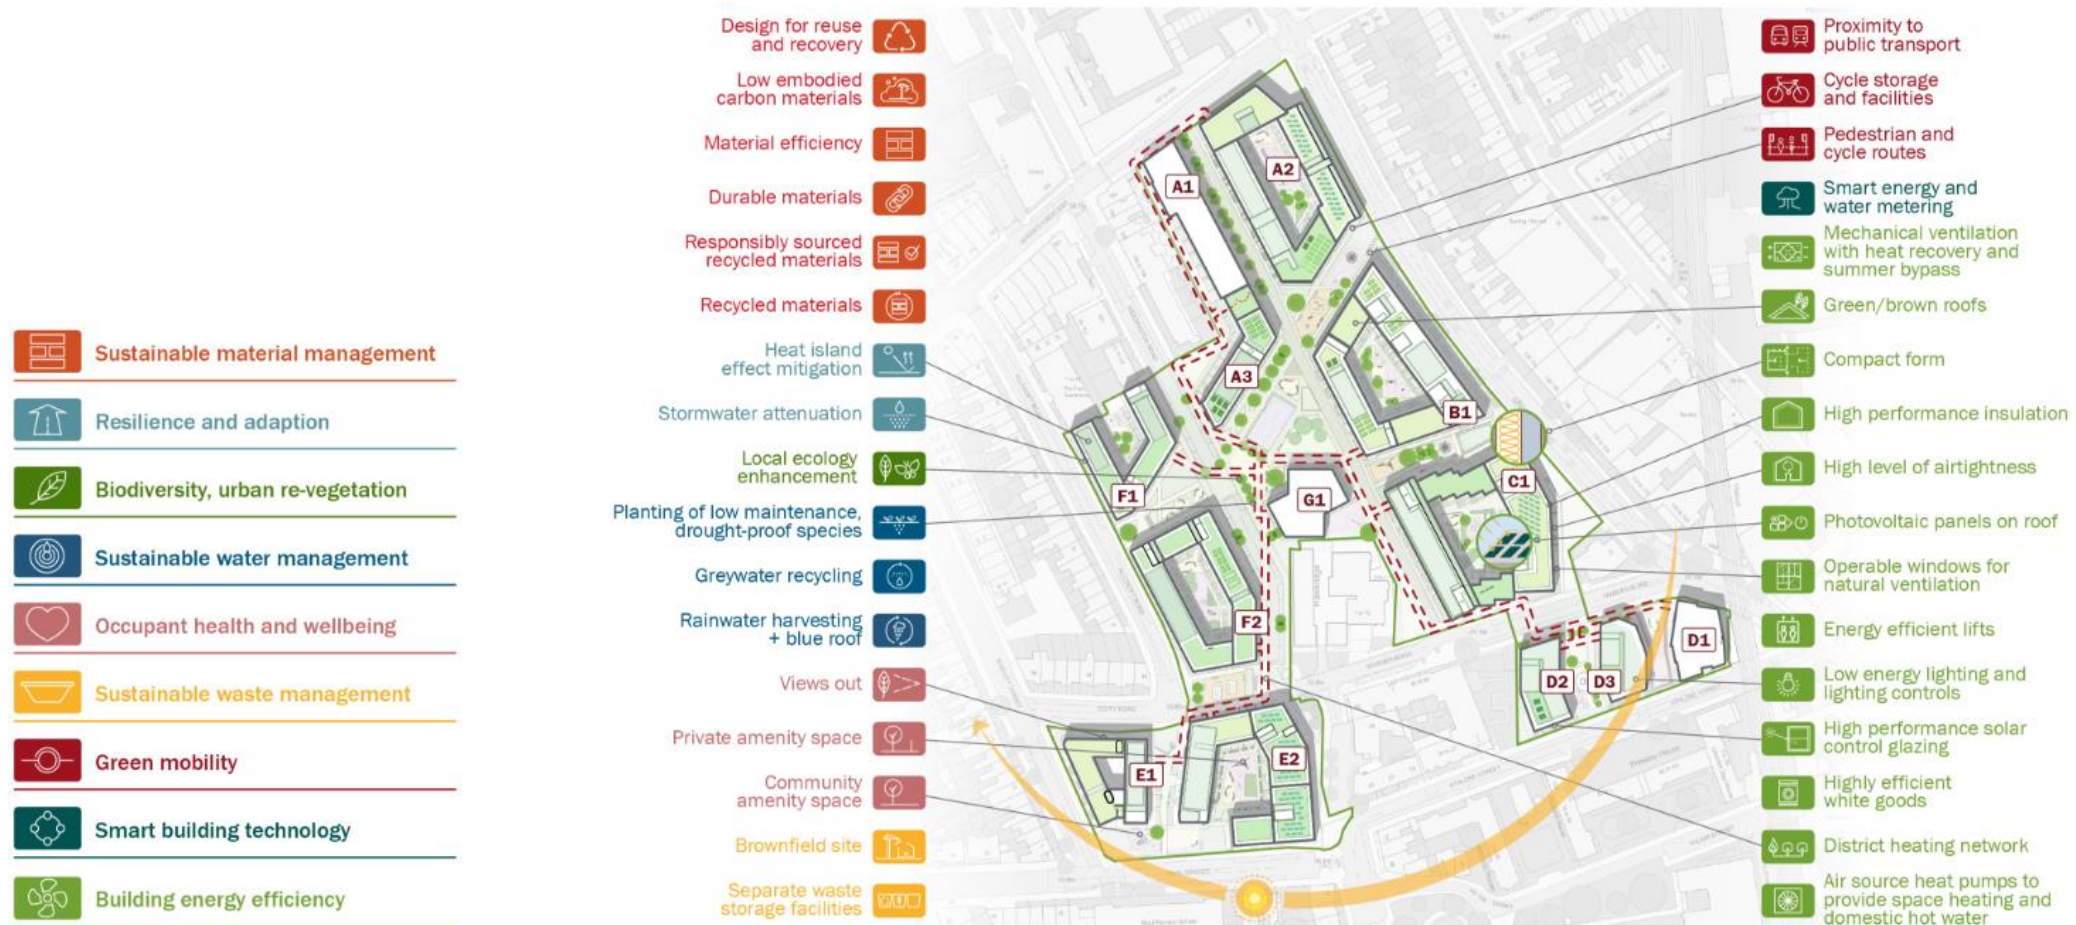 Sustainable material management
Resilience and adaption
Biodiversity, urban re-vegetation
Sustainable water management
Occupant health and wellbeing
Sustainable waste management
Green mobility
Smart building technology
Building energy efficiency
Design for reuse
and recovery
Low embodied
carbon materials
Material efficiency
Durable materials
Responsibly sourced
recycled materials
Recycled materials
Heat island
effect mitigation
Stormwater attenuation
Local ecology
enhancement
Planting of low maintenance,
drought-proof species
Greywater recycling
Rainwater harvesting
+ blue roof
Views out
Private amenity space
Community
amenity space
Brownfield site
Separate waste
storage facilities
A1
A2
A3
B1
C1
F1
G1
F2
D1
D2
D3
E1
E2
Proximity to
public transport
Cycle storage
and facilities
Pedestrian and
cycle routes
Smart energy and
water metering
Mechanical ventilation
with heat recovery and
summer bypass
Green/brown roofs
Compact form
High performance insulation
High level of airtightness
Photovoltaic panels on roof
Operable windows for
natural ventilation
Energy efficient lifts
Low energy lighting and
lighting controls
High performance solar
control glazing
Highly efficient
white goods
District heating network
Air source heat pumps to
provide space heating and
domestic hot water